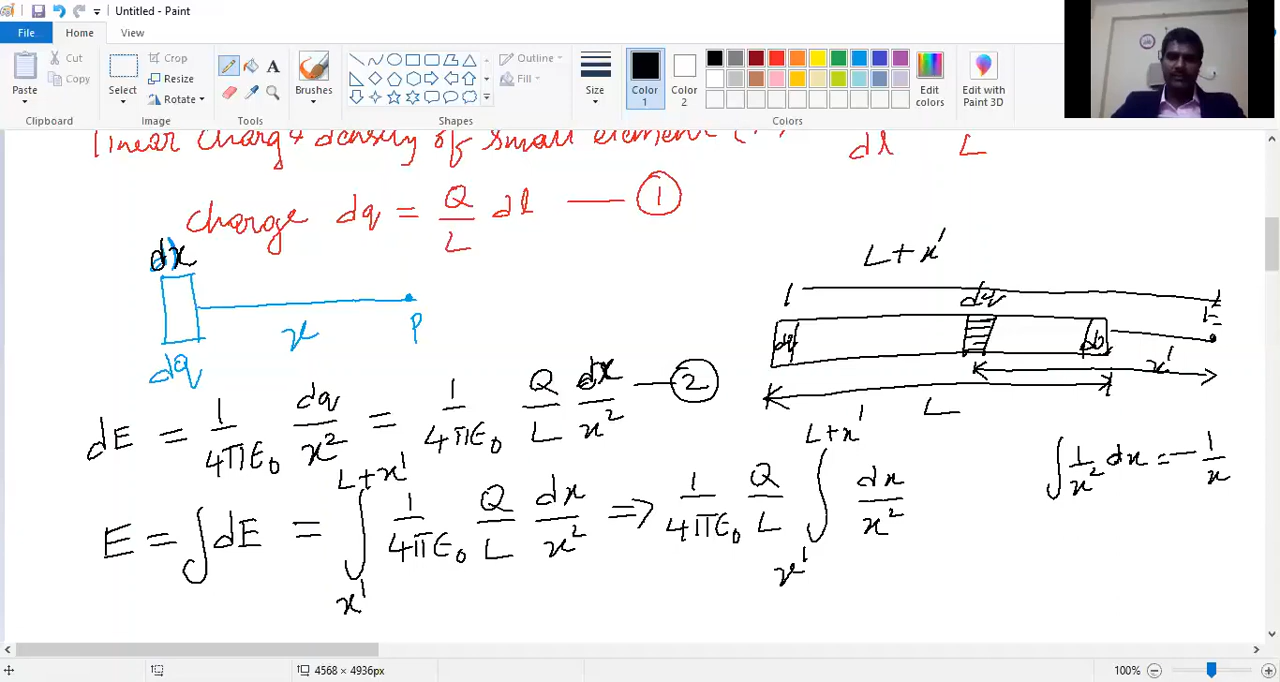 Untitled - Paint
File Home View
Paste Cut Copy Clipboard
Select Crop Resize Rotate Image
Tools
Brushes
Outline Fill Shapes
Size
Color 1 Color 2 Colors
Edit colors
Edit with Paint 3D
linear charge density of small element dl L
charge dq = Q/L dl — ①
dx
x P
dq
L+x'
dq
dq
x'
L
dE = 1/4πε₀ dq/x² = 1/4πε₀ Q/L dx/x² — ②
∫ 1/x² dx = - 1/x
E = ∫dE = ∫_{x'}^{L+x'} 1/4πε₀ Q/L dx/x² ⇒ 1/4πε₀ Q/L ∫_{x'}^{L+x'} dx/x²
4568 × 4936px 100%